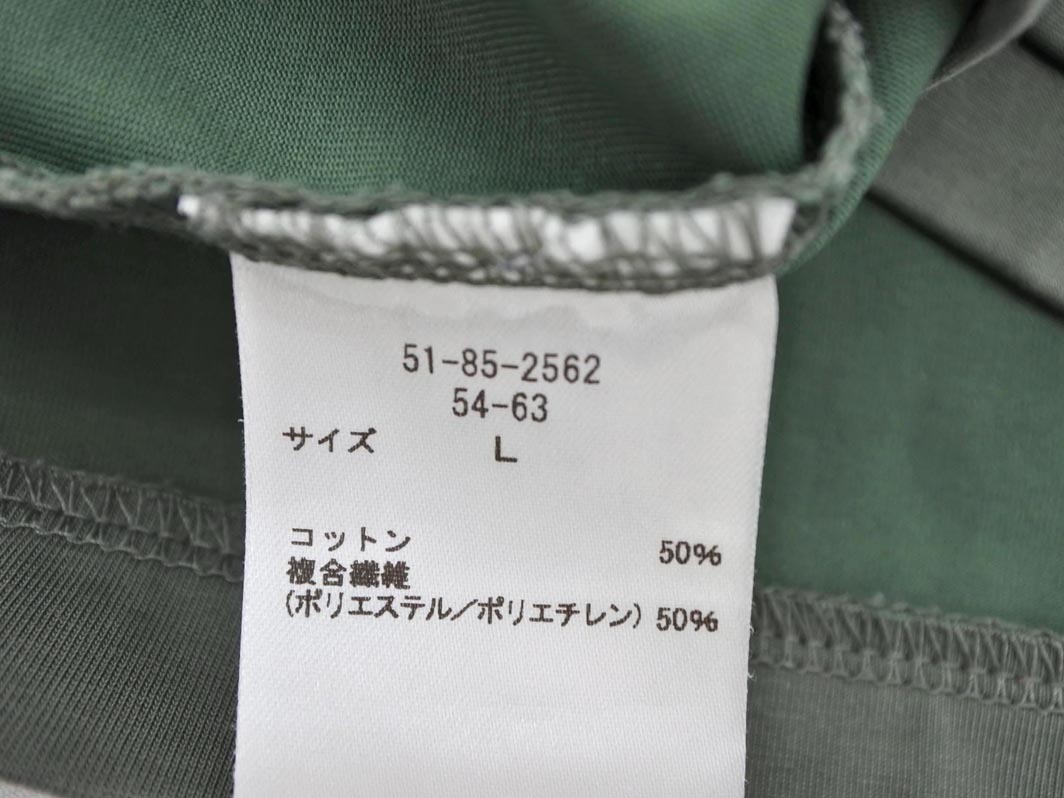 51-85-2562
54-63
サイズ L
コットン 50%
複合繊維
(ポリエステル/ポリエチレン) 50%